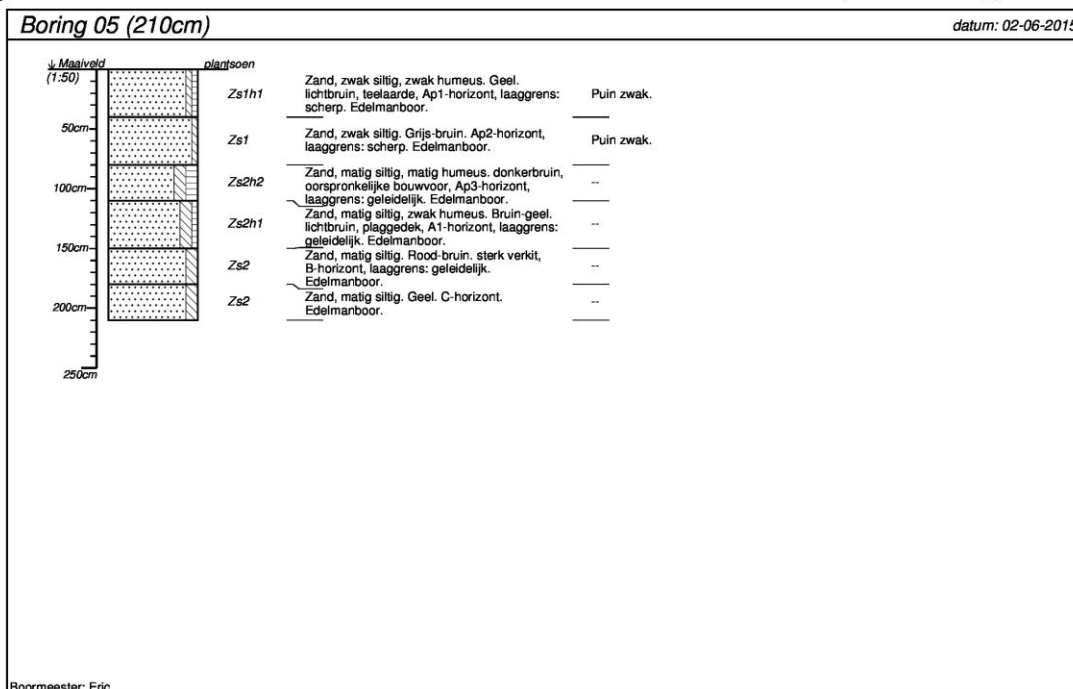 Boring 05 (210cm)
datum: 02-06-2015
↓ Maaiveld
plantsoen
(1:50)
Zs1h1
Zand, zwak siltig, zwak humeus. Geel.
lichtbruin, teelaarde, Ap1-horizont, laaggrens:
scherp. Edelmanboor.
Puin zwak.
50cm
Zs1
Zand, zwak siltig. Grijs-bruin. Ap2-horizont,
laaggrens: scherp. Edelmanboor.
Puin zwak.
100cm
Zs2h2
Zand, matig siltig, matig humeus. donkerbruin,
oorspronkelijke bouwvoor, Ap3-horizont,
laaggrens: geleidelijk. Edelmanboor.
--
Zs2h1
Zand, matig siltig, zwak humeus. Bruin-geel.
lichtbruin, plaggedek, A1-horizont, laaggrens:
geleidelijk. Edelmanboor.
--
150cm
Zs2
Zand, matig siltig. Rood-bruin. sterk verkit,
B-horizont, laaggrens: geleidelijk.
Edelmanboor.
--
200cm
Zs2
Zand, matig siltig. Geel. C-horizont.
Edelmanboor.
--
250cm
Boormeester: Eric